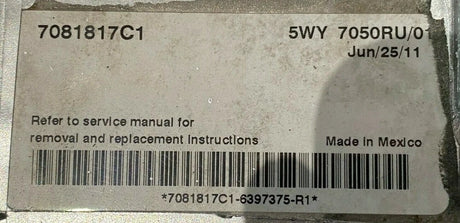 7081817C1 5WY 7050RU/01
Jun/25/11
Refer to service manual for
removal and replacement instructions Made in Mexico
*7081817C1-6397375-R1*